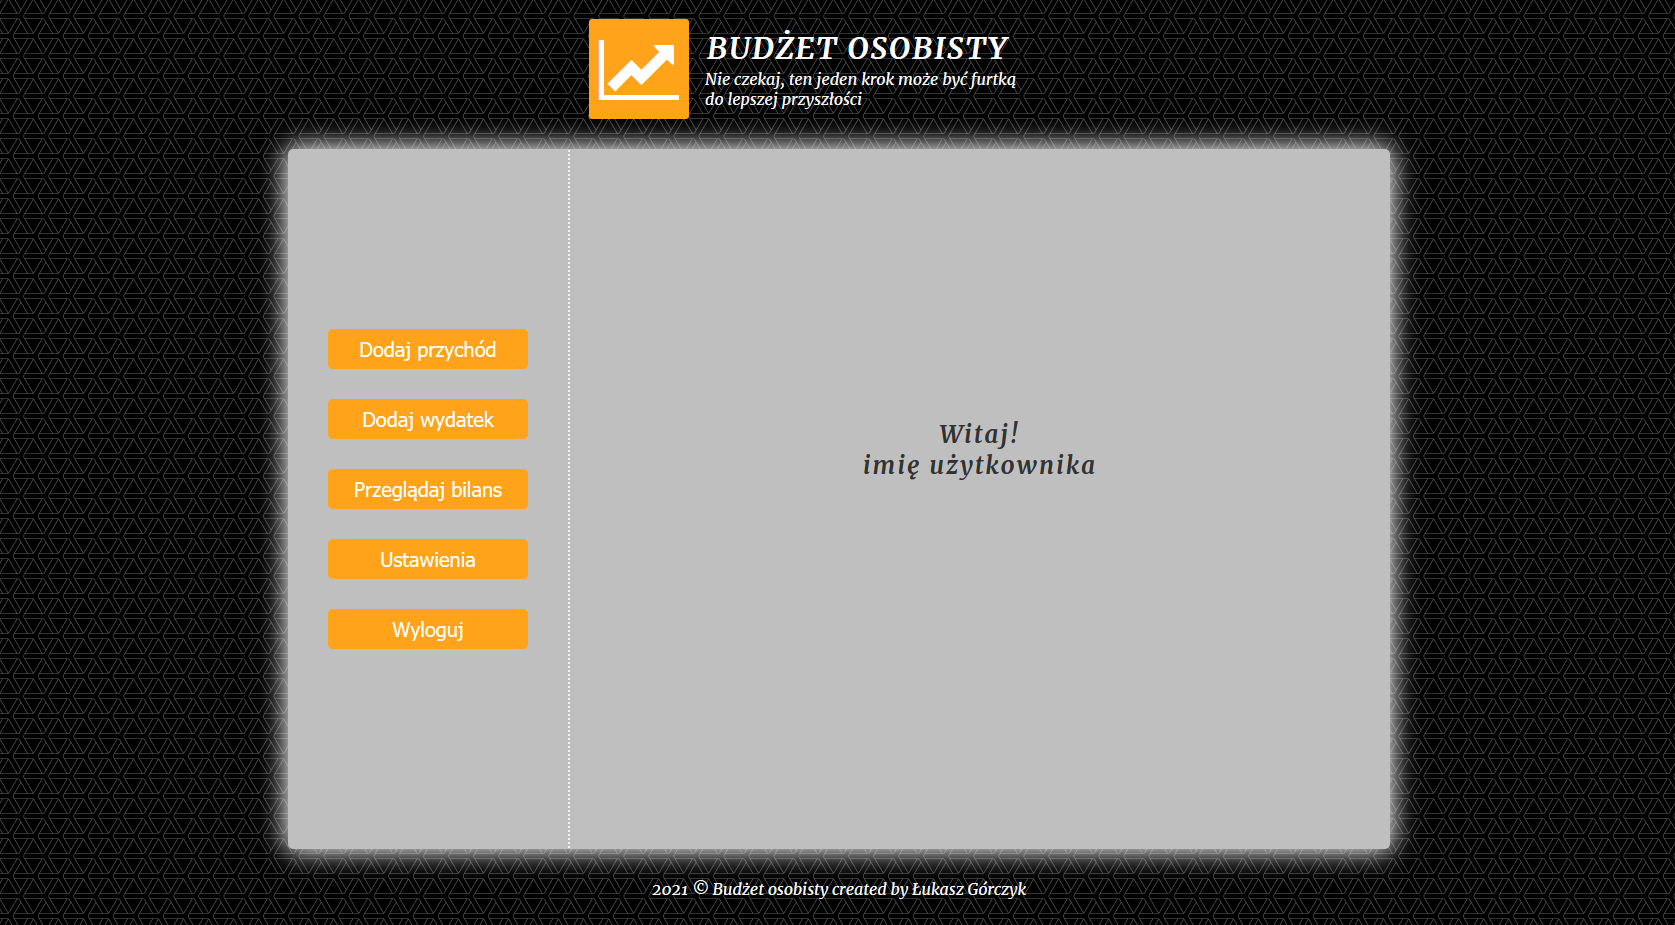 BUDŻET OSOBISTY
Nie czekaj, ten jeden krok może być furtką
do lepszej przyszłości
Dodaj przychód
Dodaj wydatek
Przeglądaj bilans
Ustawienia
Wyloguj
Witaj!
imię użytkownika
2021 © Budżet osobisty created by Łukasz Górczyk